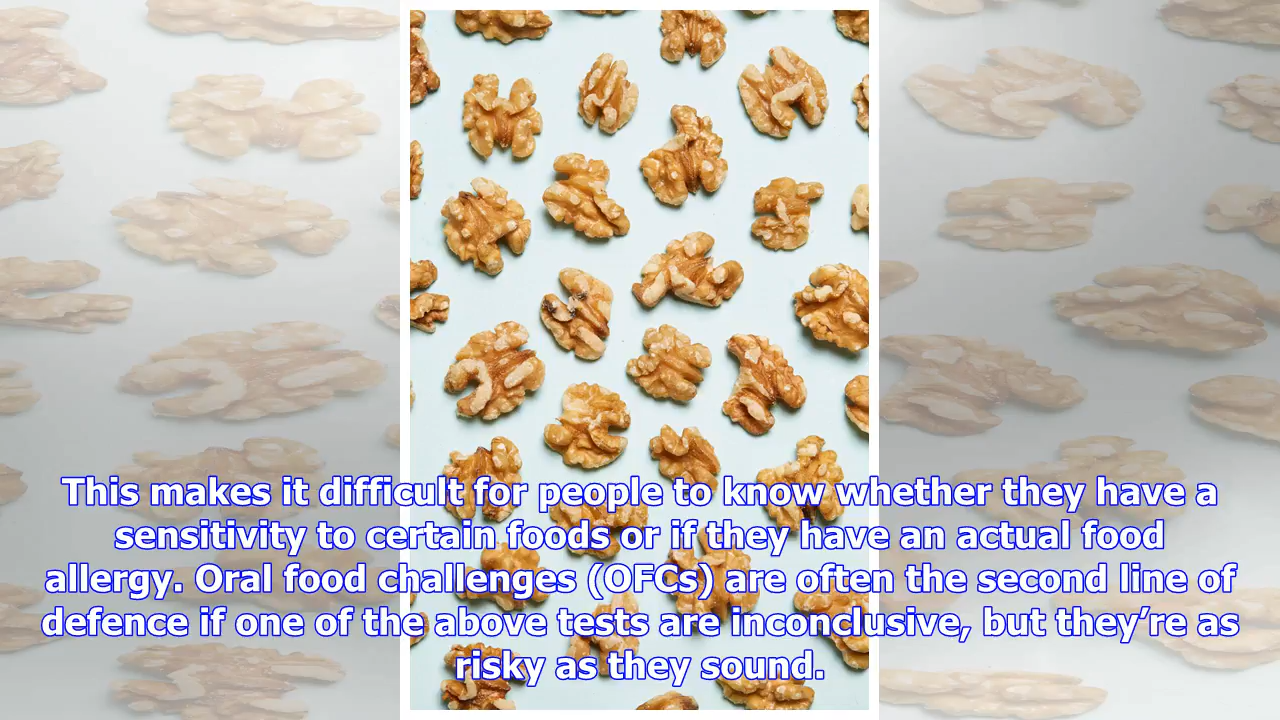 This makes it difficult for people to know whether they have a
sensitivity to certain foods or if they have an actual food
allergy. Oral food challenges (OFCs) are often the second line of
defence if one of the above tests are inconclusive, but they’re as
risky as they sound.